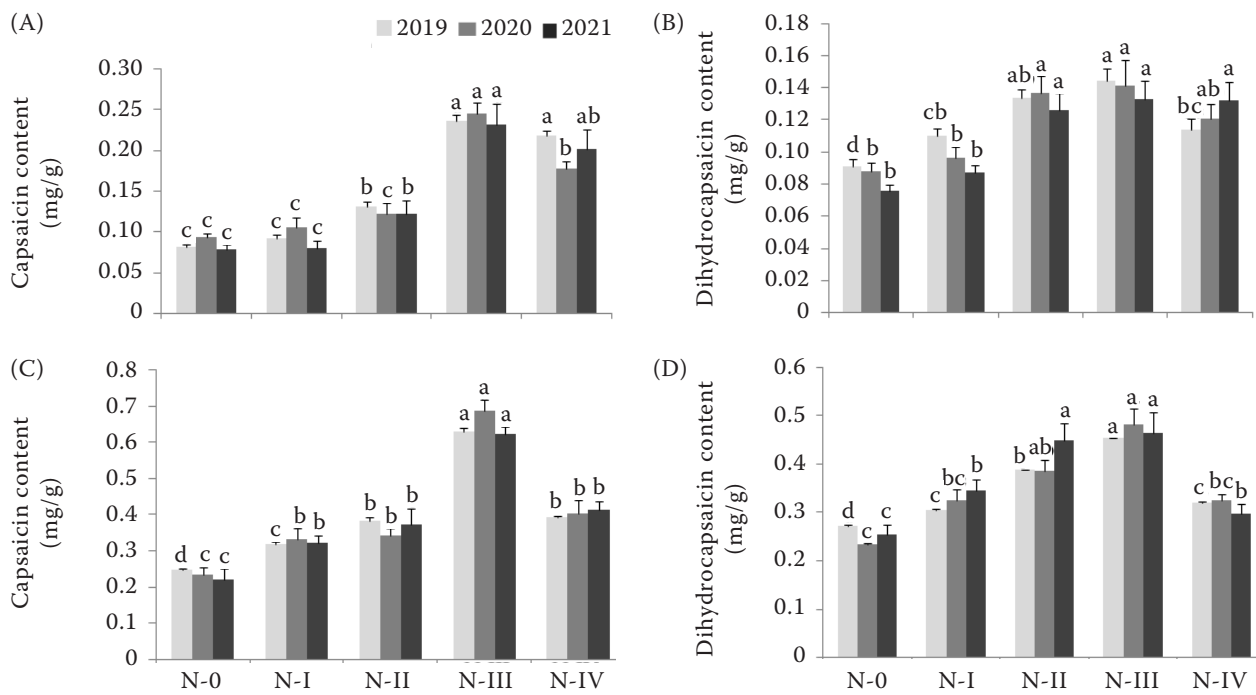 (A)
2019 2020 2021
Capsaicin content
(mg/g)
0.30
0.25
0.20
0.15
0.10
0.05
0
c c c
c c c
b c b
a a a
a b ab
(B)
Dihydrocapsaicin content
(mg/g)
0.18
0.16
0.14
0.12
0.10
0.08
0.06
0.04
0.02
0
d b b
cb b b
ab a a
a a a
bc ab a
(C)
Capsaicin content
(mg/g)
0.8
0.7
0.6
0.5
0.4
0.3
0.2
0.1
0
d c c
c b b
b b b
a a a
b b b
N-0 N-I N-II N-III N-IV
(D)
Dihydrocapsaicin content
(mg/g)
0.6
0.5
0.4
0.3
0.2
0.1
0
d c c
c bc b
b ab a
a a a
c bc b
N-0 N-I N-II N-III N-IV